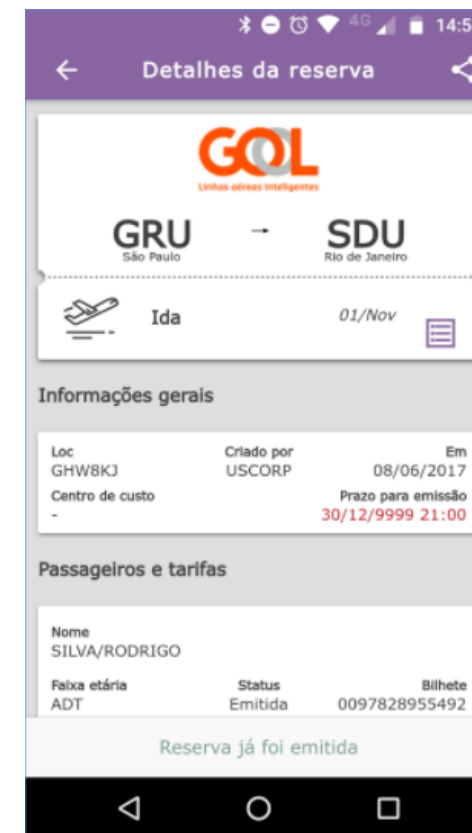 4G 14:5
Detalhes da reserva
GOL
Linhas aéreas inteligentes
GRU → SDU
São Paulo Rio de Janeiro
Ida 01/Nov
Informações gerais
Loc Criado por Em
GHW8KJ USCORP 08/06/2017
Centro de custo Prazo para emissão
- 30/12/9999 21:00
Passageiros e tarifas
Nome
SILVA/RODRIGO
Faixa etária Status Bilhete
ADT Emitida 0097828955492
Reserva já foi emitida